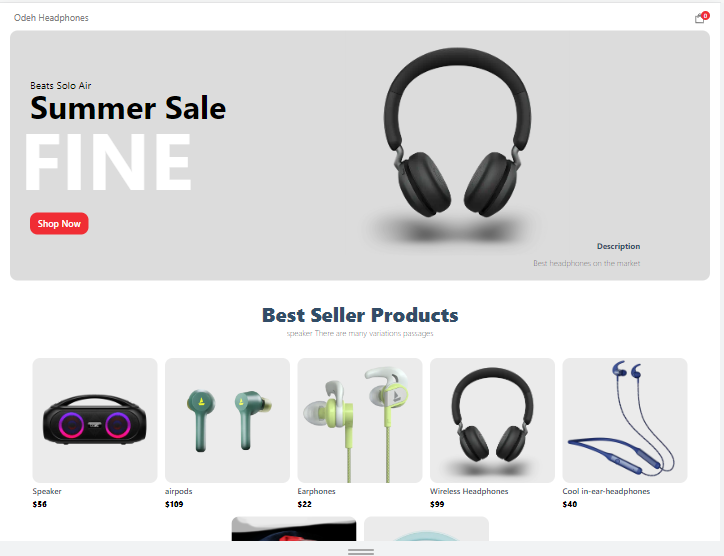 Odeh Headphones
0
Beats Solo Air
Summer Sale
FINE
Shop Now
Description
Best headphones on the market
Best Seller Products
speaker There are many variations passages
Speaker
$56
airpods
$109
Earphones
$22
Wireless Headphones
$99
Cool in-ear-headphones
$40